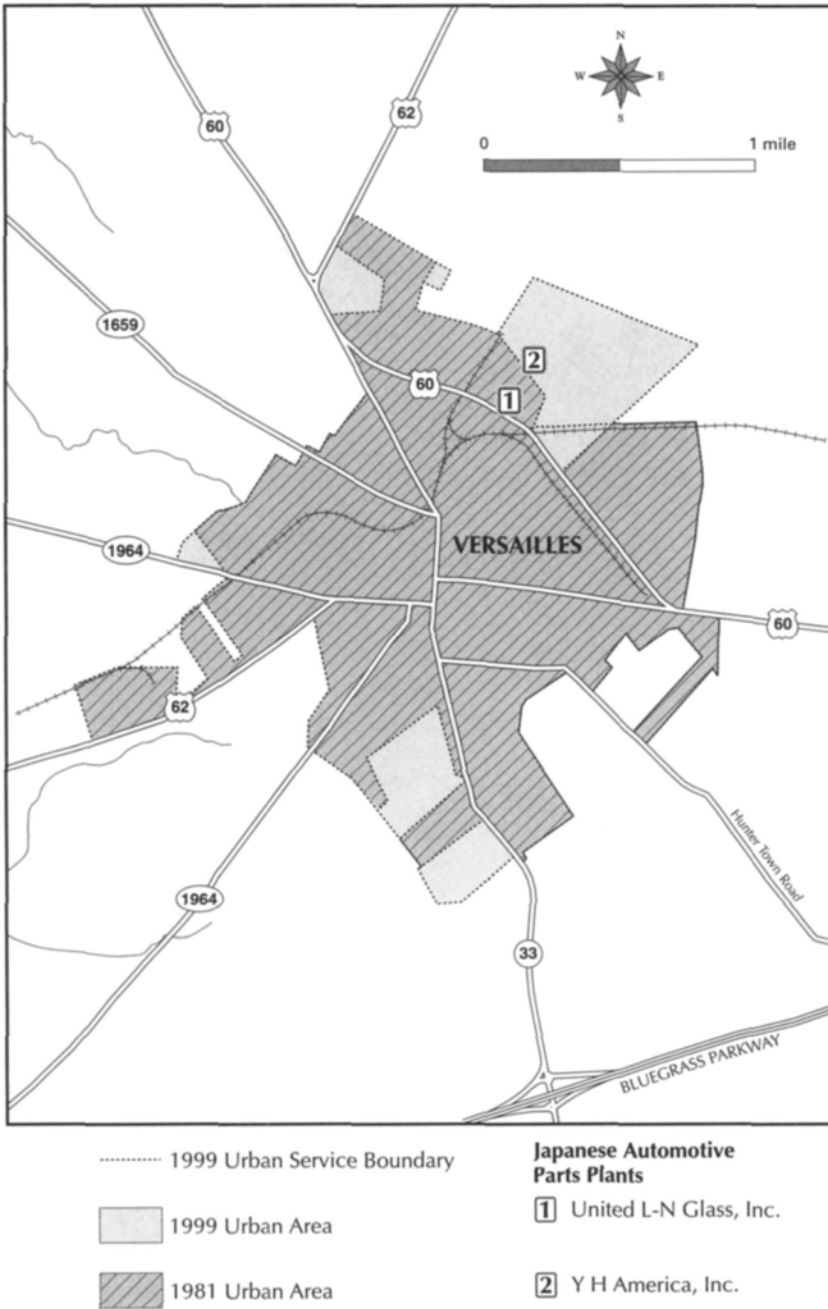 N
W E
S
60
62
0 1 mile
1659
60
2
1
1964
VERSAILLES
60
62
Hunter Town Road
1964
33
BLUEGRASS PARKWAY
1999 Urban Service Boundary
1999 Urban Area
1981 Urban Area
Japanese Automotive
Parts Plants
1 United L-N Glass, Inc.
2 Y H America, Inc.